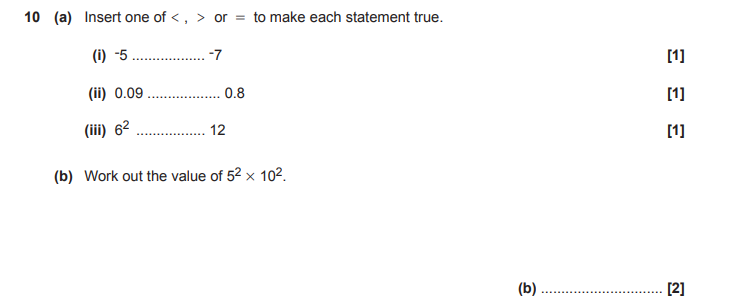 10 (a) Insert one of < , > or = to make each statement true.
(i) ⁻5 .................. ⁻7 [1]
(ii) 0.09 .................. 0.8 [1]
(iii) 6² ................. 12 [1]
(b) Work out the value of 5² × 10².
(b) .............................. [2]